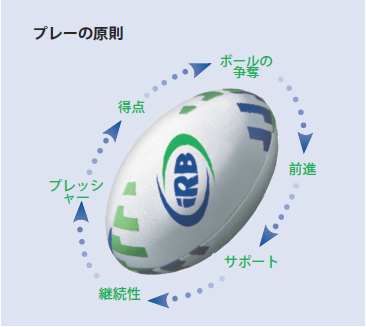 プレーの原則
ボールの
争奪
前進
サポート
継続性
プレッシ
ャー
得点
IRB